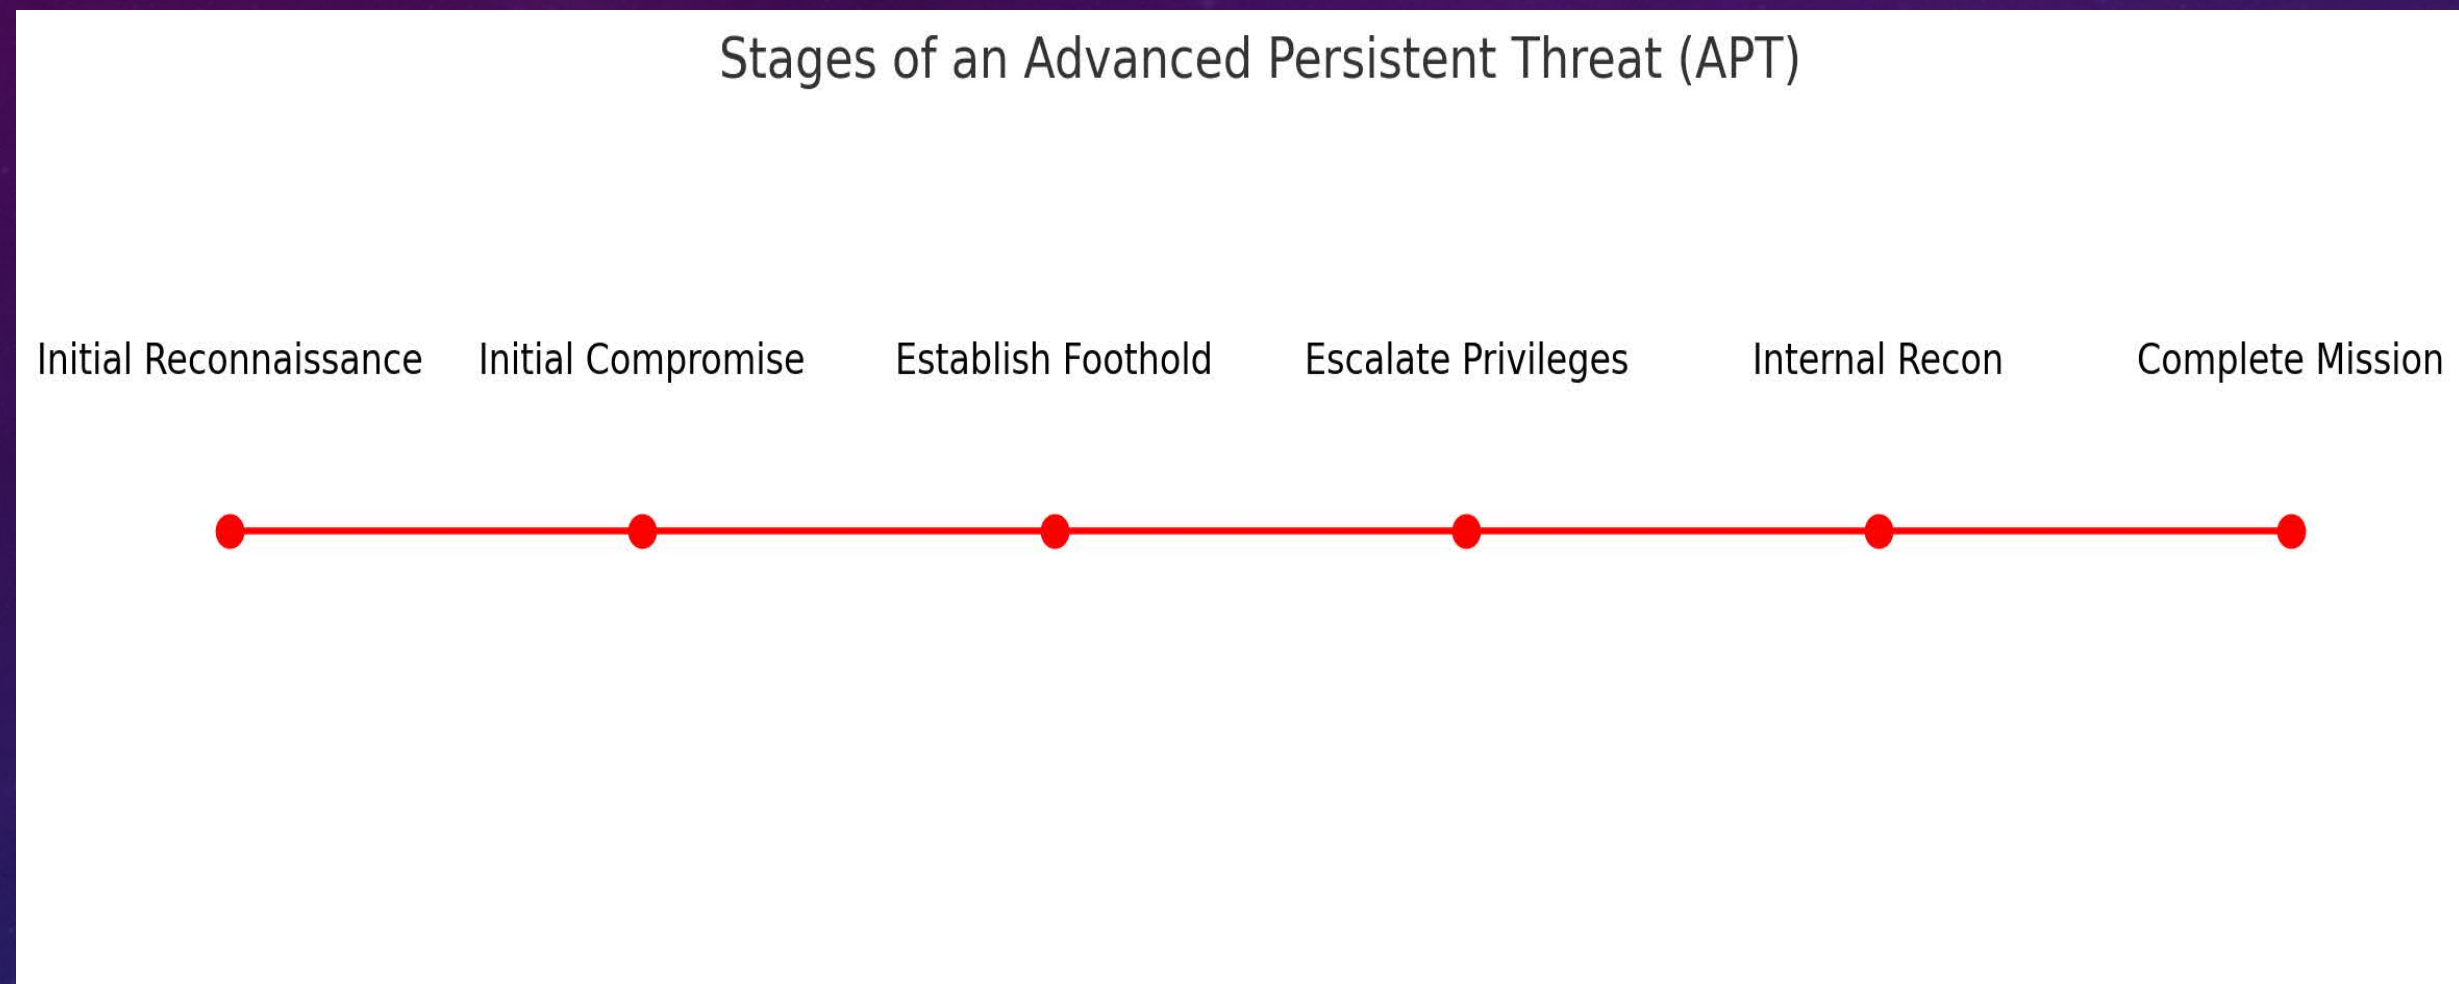 Stages of an Advanced Persistent Threat (APT)
Initial Reconnaissance
Initial Compromise
Establish Foothold
Escalate Privileges
Internal Recon
Complete Mission